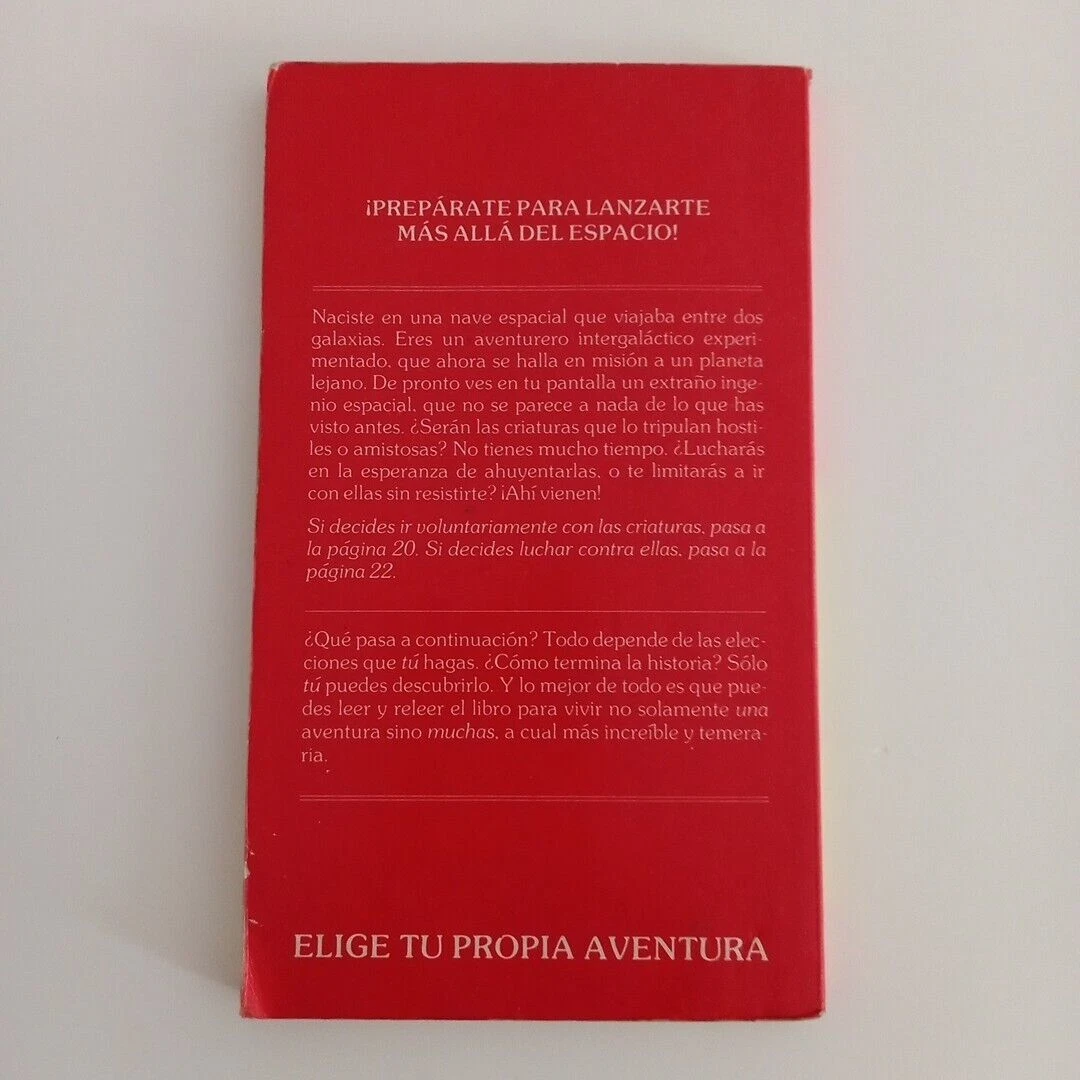 ¡PREPÁRATE PARA LANZARTE
MÁS ALLÁ DEL ESPACIO!
Naciste en una nave espacial que viajaba entre dos
galaxias. Eres un aventurero intergaláctico experi-
mentado, que ahora se halla en misión a un planeta
lejano. De pronto ves en tu pantalla un extraño inge-
nio espacial, que no se parece a nada de lo que has
visto antes. ¿Serán las criaturas que lo tripulan hosti-
les o amistosas? No tienes mucho tiempo. ¿Lucharás
en la esperanza de ahuyentarlas, o te limitarás a ir
con ellas sin resistirte? ¡Ahí vienen!
Si decides ir voluntariamente con las criaturas, pasa a
la página 20. Si decides luchar contra ellas, pasa a la
página 22.
¿Qué pasa a continuación? Todo depende de las elec-
ciones que tú hagas. ¿Cómo termina la historia? Sólo
tú puedes descubrirlo. Y lo mejor de todo es que pue-
des leer y releer el libro para vivir no solamente una
aventura sino muchas, a cual más increíble y temera-
ria.
ELIGE TU PROPIA AVENTURA